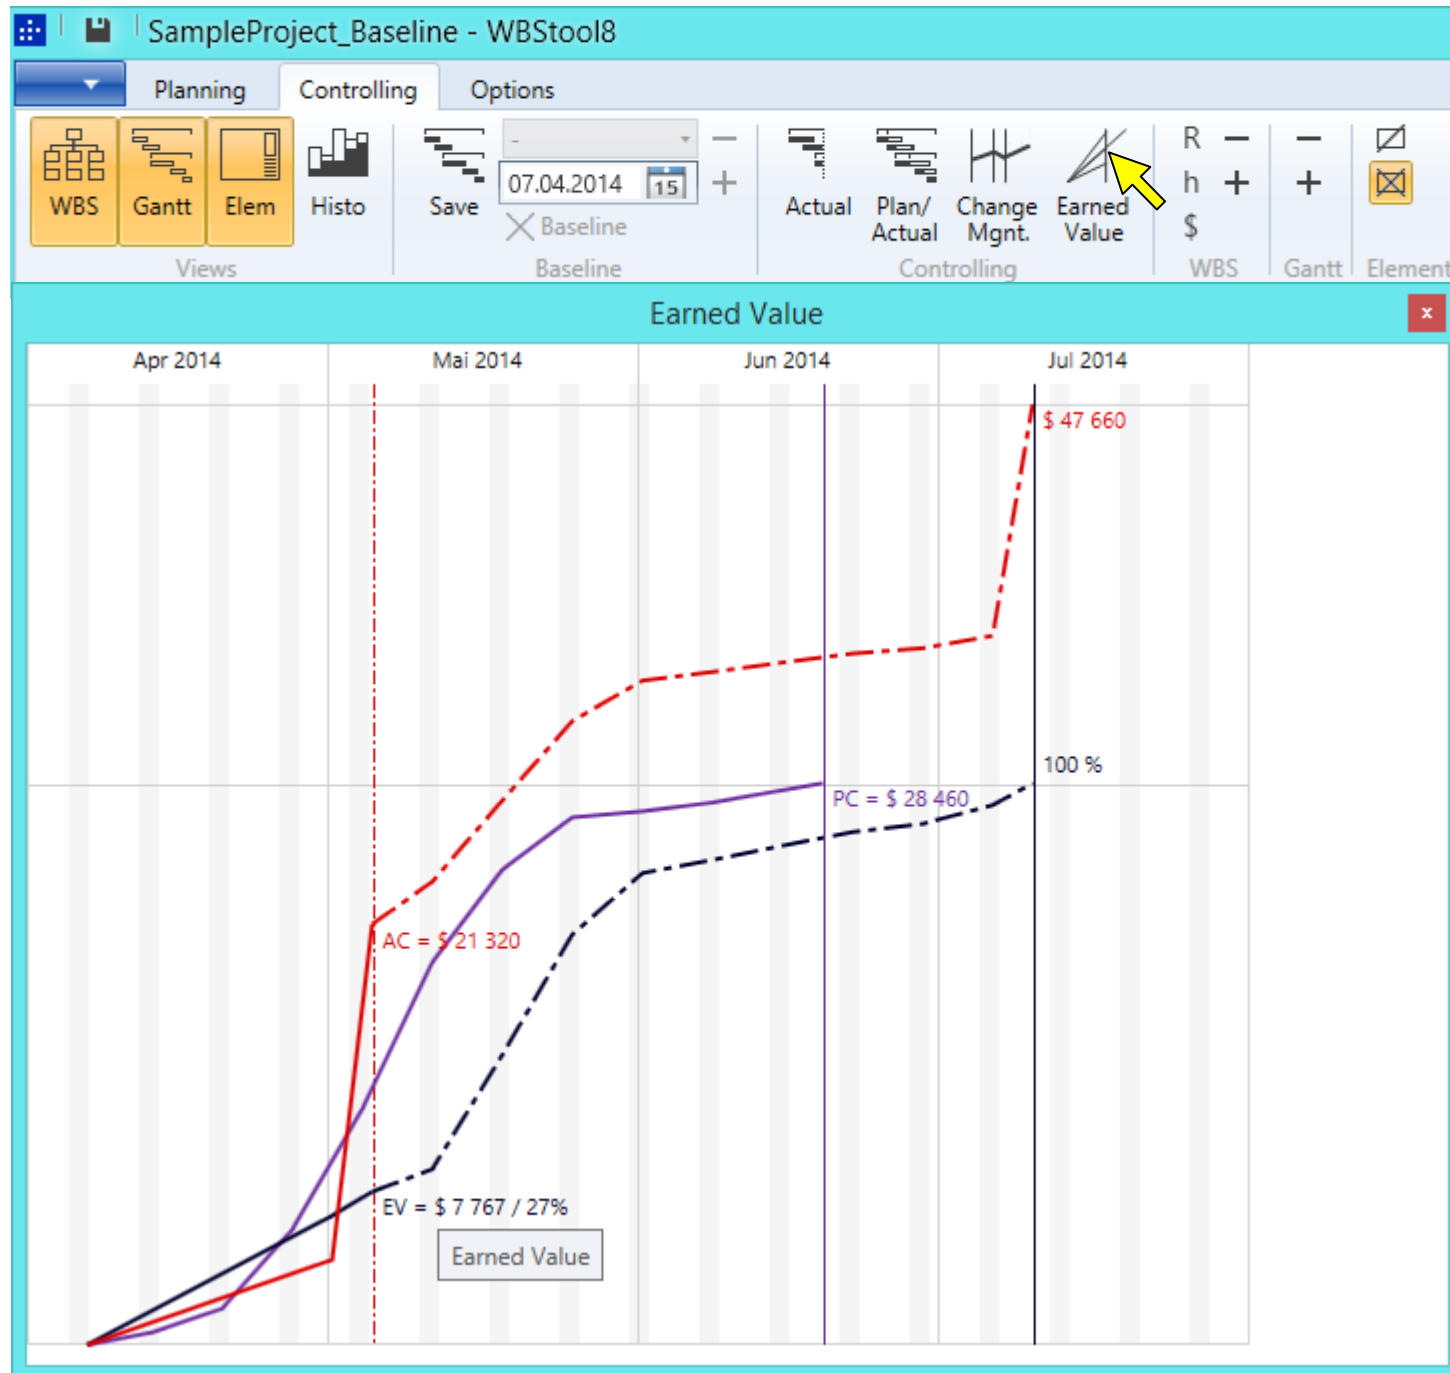 SampleProject_Baseline - WBStool8
Planning Controlling Options
WBS Gantt Elem Histo Save - 07.04.2014 15 Baseline Actual Plan/ Actual Change Mgnt. Earned Value R h $
Views Baseline Controlling WBS Gantt Element
Earned Value x
Apr 2014 Mai 2014 Jun 2014 Jul 2014
$ 47 660
100 %
PC = $ 28 460
AC = $ 21 320
EV = $ 7 767 / 27%
Earned Value